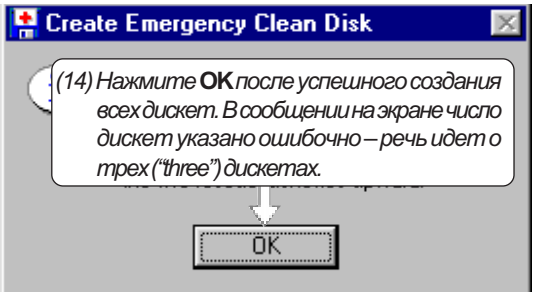 Create Emergency Clean Disk
(14) Нажмите OK после успешного создания
всех дискет. В сообщении на экране число
дискет указано ошибочно – речь идет о
трех (“three”) дискетах.
OK